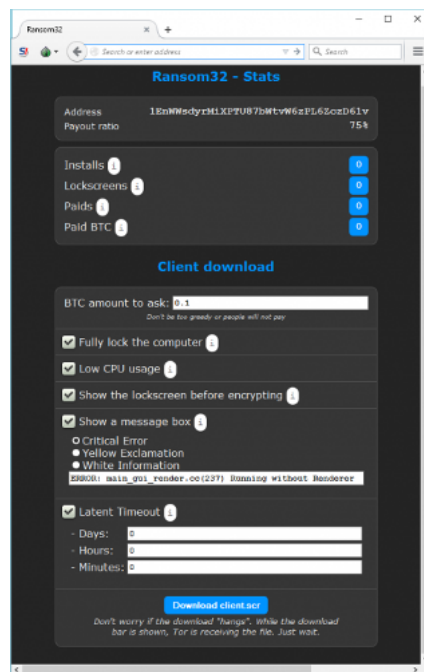 Ransom32
Search or enter address
Search
Ransom32 - Stats
Address
Payout ratio 75%
Installs i 0
Lockscreens i 0
Paids i 0
Paid BTC i 0
Client download
BTC amount to ask: 0.1
Don't be too greedy or people will not pay
Fully lock the computer i
Low CPU usage i
Show the lockscreen before encrypting i
Show a message box i
Critical Error
Yellow Exclamation
White Information
ERROR: main_gui_render.cc(237) Running without Renderer
Latent Timeout i
- Days: 0
- Hours: 0
- Minutes: 0
Download client.scr
Don't worry if the download "hangs". While the download
bar is shown, Tor is receiving the file. Just wait.